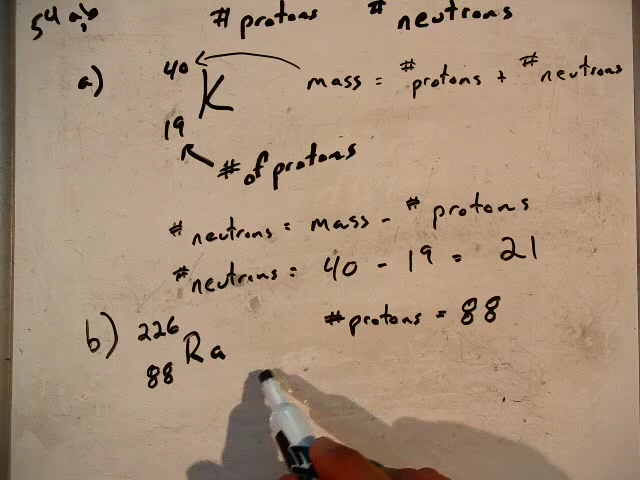 54 a,b # protons # neutrons
a) 40 19 K mass = # protons + # neutrons
# of protons
# neutrons = mass - # protons
# neutrons = 40 - 19 = 21
b) 226 88 Ra # protons = 88